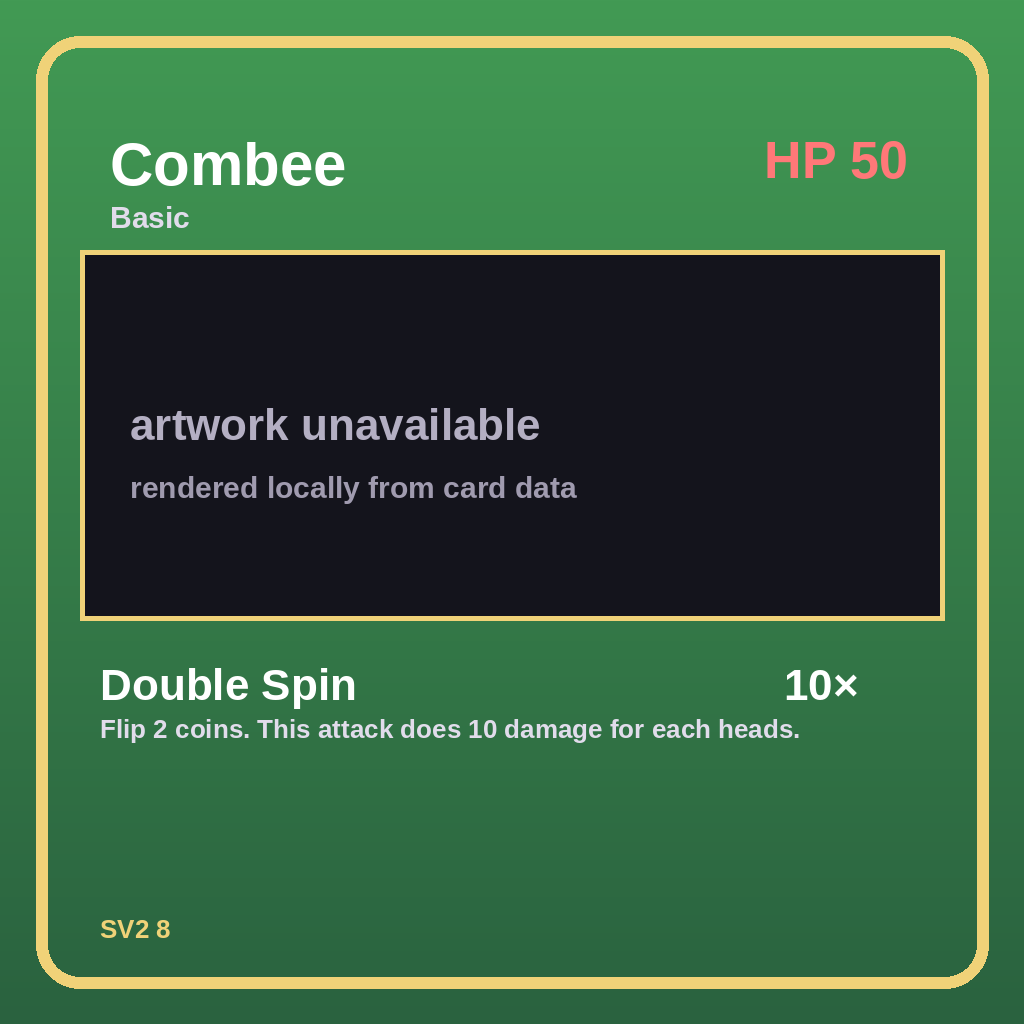 Combee
HP 50
Basic
artwork unavailable
rendered locally from card data
Double Spin
10×
Flip 2 coins. This attack does 10 damage for each heads.
SV2 8